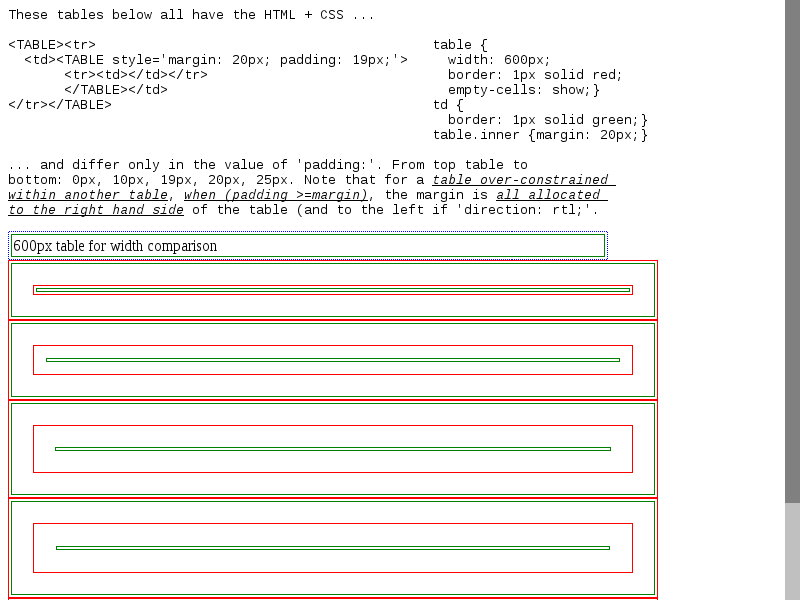 These tables below all have the HTML + CSS ...
<TABLE><tr>                                              table {
  <td><TABLE style='margin: 20px; padding: 19px;'>       width: 600px;
       <tr><td></td></tr>                                border: 1px solid red;
       </TABLE></td>                                     empty-cells: show;}
</tr></TABLE>                                            td {
                                                         border: 1px solid green;}
                                                         table.inner {margin: 20px;}
... and differ only in the value of 'padding:'. From top table to
bottom: 0px, 10px, 19px, 20px, 25px. Note that for a table over-constrained
within another table, when (padding >=margin), the margin is all allocated
to the right hand side of the table (and to the left if 'direction: rtl;'.
600px table for width comparison